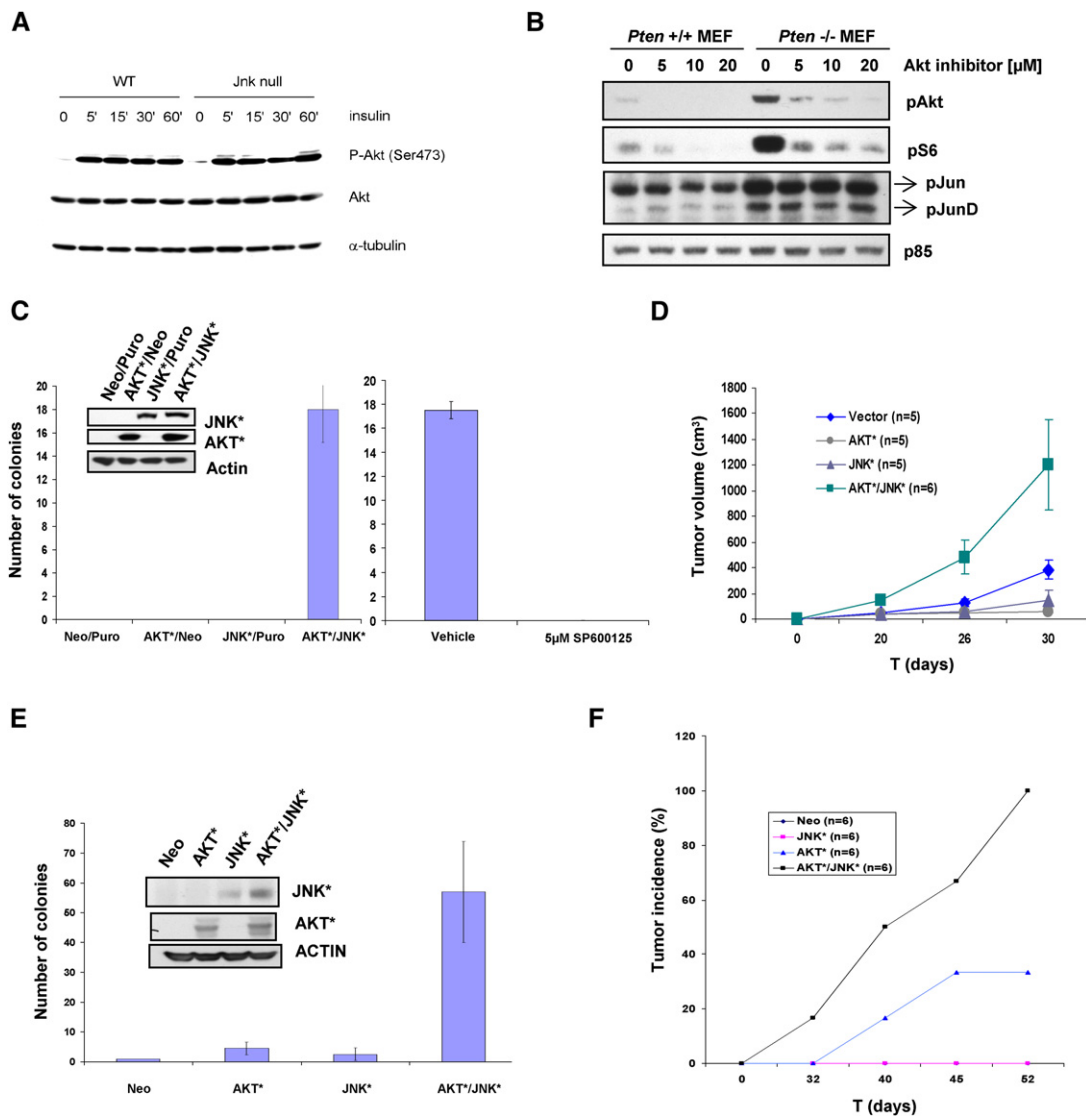 A
WT Jnk null
0 5' 15' 30' 60' 0 5' 15' 30' 60' insulin
P-Akt (Ser473)
Akt
α-tubulin
B
Pten +/+ MEF Pten -/- MEF
0 5 10 20 0 5 10 20 Akt inhibitor [µM]
pAkt
pS6
pJun
pJunD
p85
C
Number of colonies
20
18
16
14
12
10
8
6
4
2
0
Neo/Puro AKT*/Neo JNK*/Puro AKT*/JNK*
JNK*
AKT*
Actin
Neo/Puro AKT*/Neo JNK*/Puro AKT*/JNK*
20
18
16
14
12
10
8
6
4
2
0
Vehicle 5µM SP600125
D
Tumor volume (cm³)
1800
1600
1400
1200
1000
800
600
400
200
0
Vector (n=5)
AKT* (n=5)
JNK* (n=5)
AKT*/JNK* (n=6)
0 20 26 30
T (days)
E
Number of colonies
80
70
60
50
40
30
20
10
0
Neo AKT* JNK* AKT*/JNK*
JNK*
AKT*
ACTIN
Neo AKT* JNK* AKT*/JNK*
F
Tumor incidence (%)
120
100
80
60
40
20
0
Neo (n=6)
JNK* (n=6)
AKT* (n=6)
AKT*/JNK* (n=6)
0 32 40 45 52
T (days)